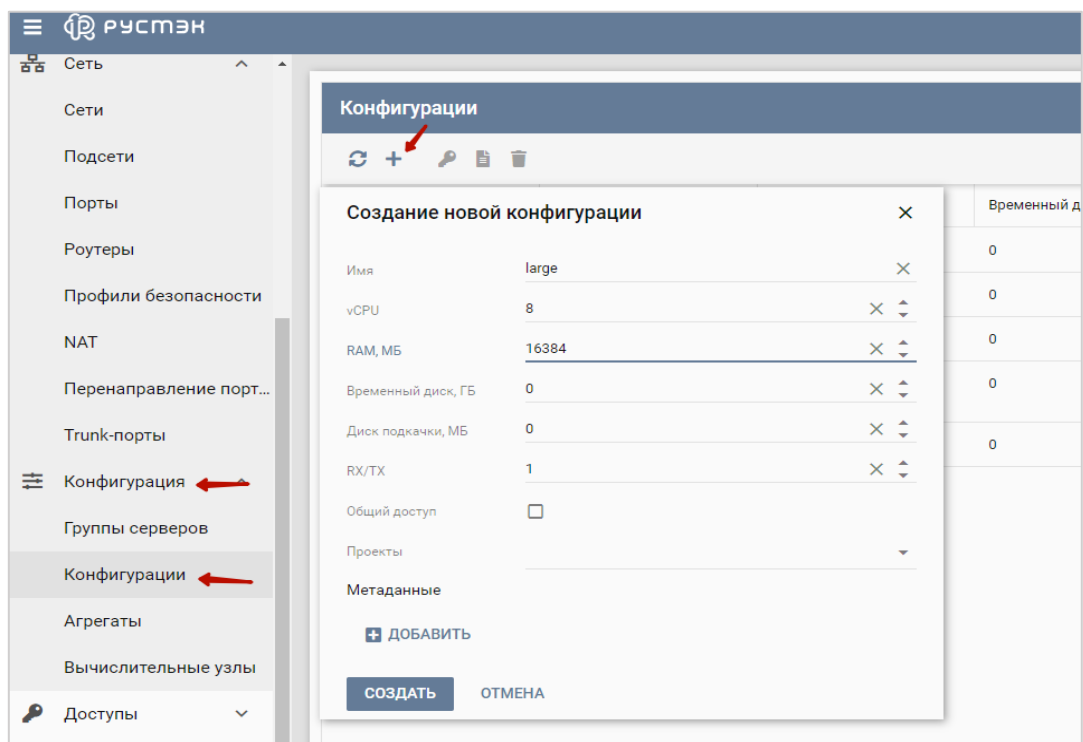 РУСТЭК
Сеть
Сети
Подсети
Порты
Роутеры
Профили безопасности
NAT
Перенаправление порт...
Trunk-порты
Конфигурация
Группы серверов
Конфигурации
Агрегаты
Вычислительные узлы
Доступы
Конфигурации
Создание новой конфигурации
Имя large
vCPU 8
RAM, МБ 16384
Временный диск, ГБ 0
Диск подкачки, МБ 0
RX/TX 1
Общий доступ
Проекты
Метаданные
ДОБАВИТЬ
СОЗДАТЬ ОТМЕНА
Временный д
0
0
0
0
0